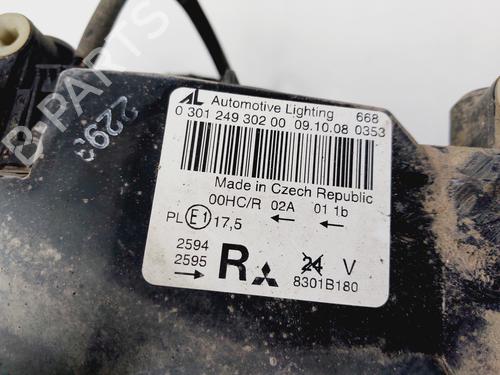 B-PARTS
2293
AL Automotive Lighting 668
0 301 249 302 00 09.10.08 0353
Made in Czech Republic
00HC/R 02A 01 1b
PL E1 17,5
2594
2595
R
24 V
8301B180